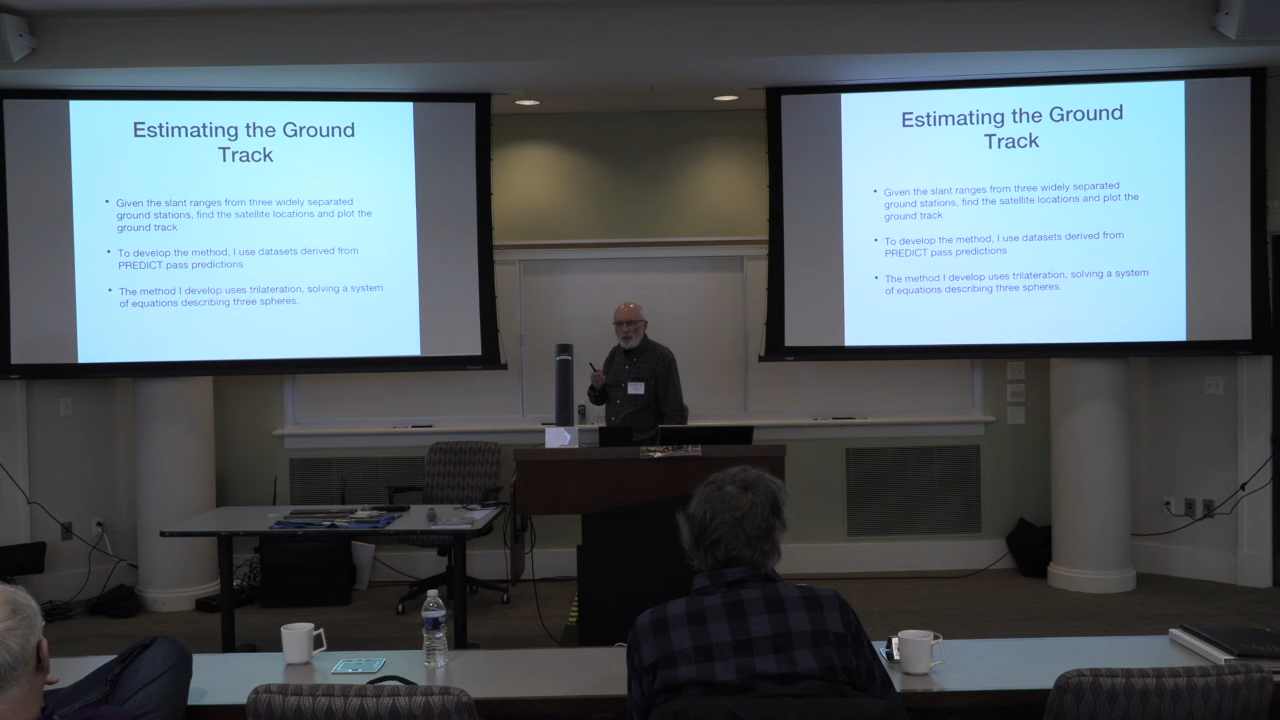 Estimating the Ground
Track
• Given the slant ranges from three widely separated
ground stations, find the satellite locations and plot the
ground track
• To develop the method, I use datasets derived from
PREDICT pass predictions
• The method I develop uses trilateration, solving a system
of equations describing three spheres.
Estimating the Ground
Track
• Given the slant ranges from three widely separated
ground stations, find the satellite locations and plot the
ground track
• To develop the method, I use datasets derived from
PREDICT pass predictions
• The method I develop uses trilateration, solving a system
of equations describing three spheres.